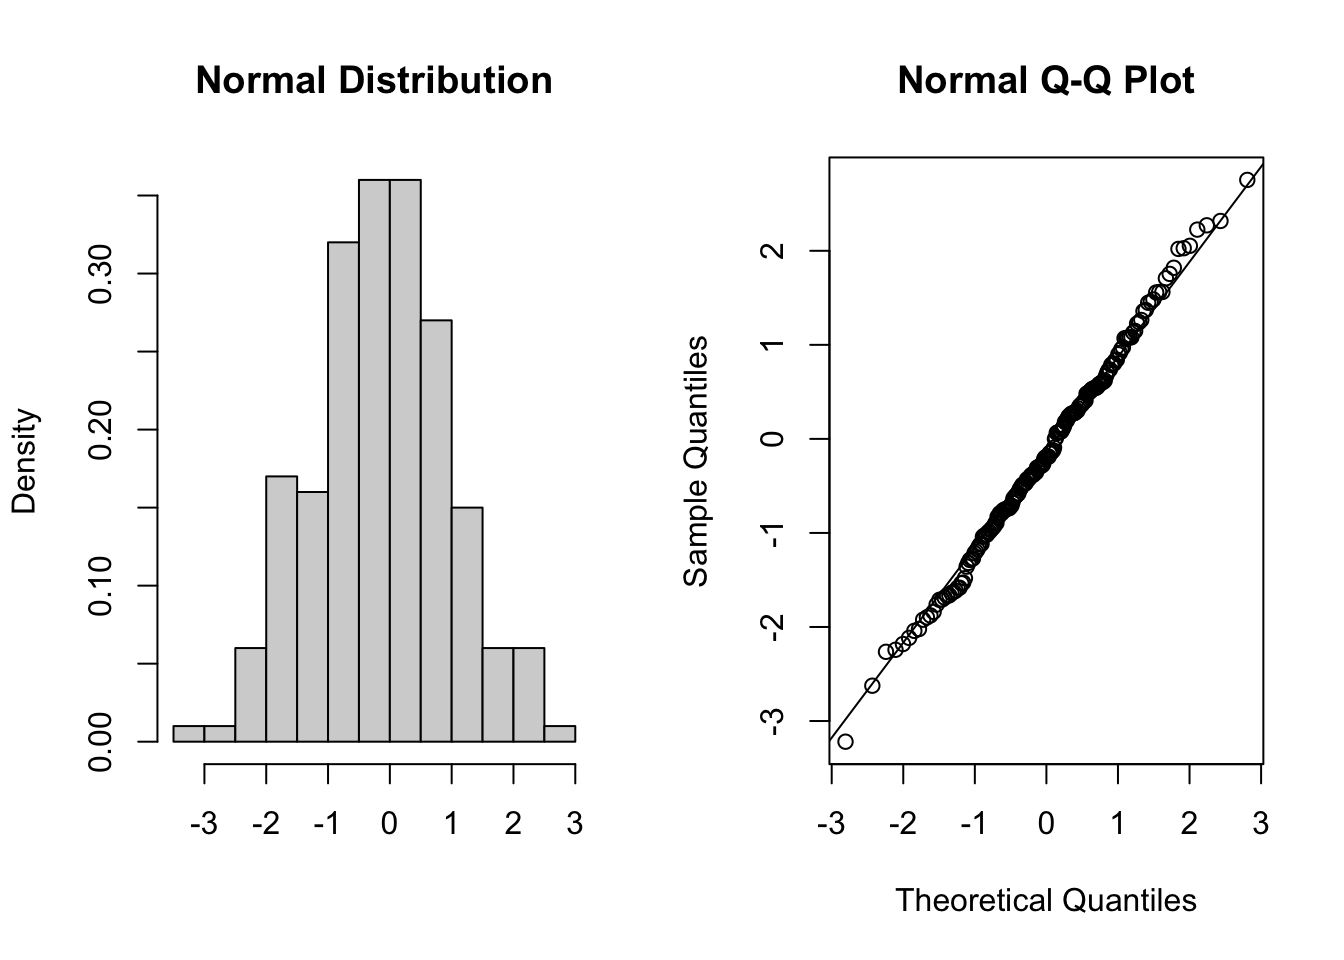 Normal Distribution
Density
0.00 0.10 0.20 0.30
-3 -2 -1 0 1 2 3
Normal Q-Q Plot
Sample Quantiles
-3 -2 -1 0 1 2
-3 -2 -1 0 1 2 3
Theoretical Quantiles